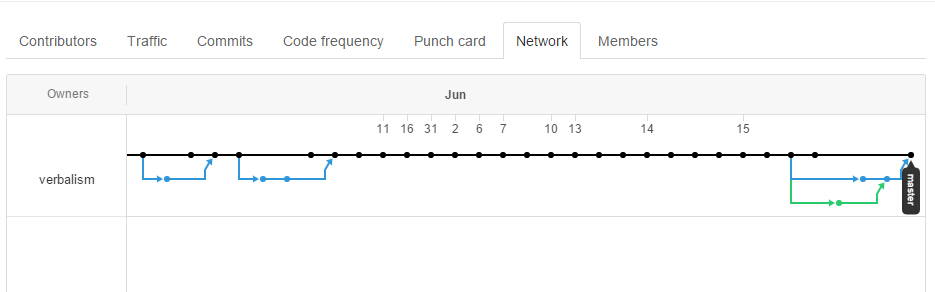 Contributors Traffic Commits Code frequency Punch card Network Members
Owners Jun
11 16 31 2 6 7 10 13 14 15
verbalism
master